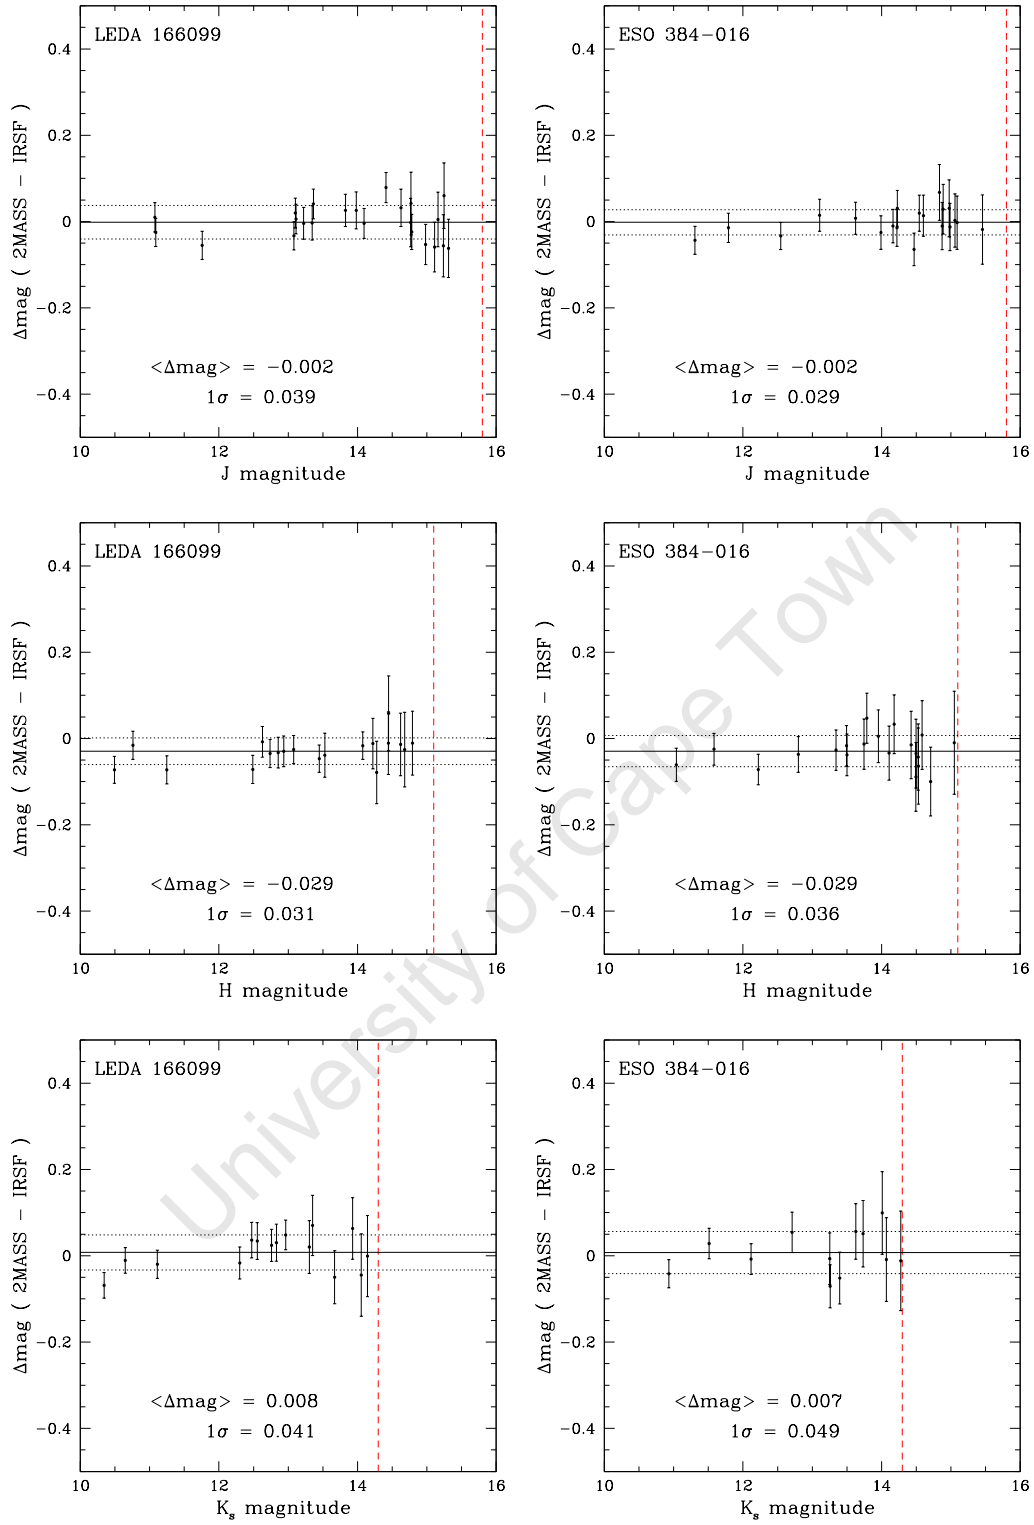 LEDA 166099
0.4
0.2
0
−0.2
−0.4
Δmag ( 2MASS − IRSF )
<Δmag> = −0.002
1σ = 0.039
10 12 14 16
J magnitude
ESO 384−016
0.4
0.2
0
−0.2
−0.4
Δmag ( 2MASS − IRSF )
<Δmag> = −0.002
1σ = 0.029
10 12 14 16
J magnitude
LEDA 166099
0.4
0.2
0
−0.2
−0.4
Δmag ( 2MASS − IRSF )
<Δmag> = −0.029
1σ = 0.031
10 12 14 16
H magnitude
ESO 384−016
0.4
0.2
0
−0.2
−0.4
Δmag ( 2MASS − IRSF )
<Δmag> = −0.029
1σ = 0.036
10 12 14 16
H magnitude
LEDA 166099
0.4
0.2
0
−0.2
−0.4
Δmag ( 2MASS − IRSF )
<Δmag> = 0.008
1σ = 0.041
10 12 14 16
Ks magnitude
ESO 384−016
0.4
0.2
0
−0.2
−0.4
Δmag ( 2MASS − IRSF )
<Δmag> = 0.007
1σ = 0.049
10 12 14 16
Ks magnitude
University of Cape Town